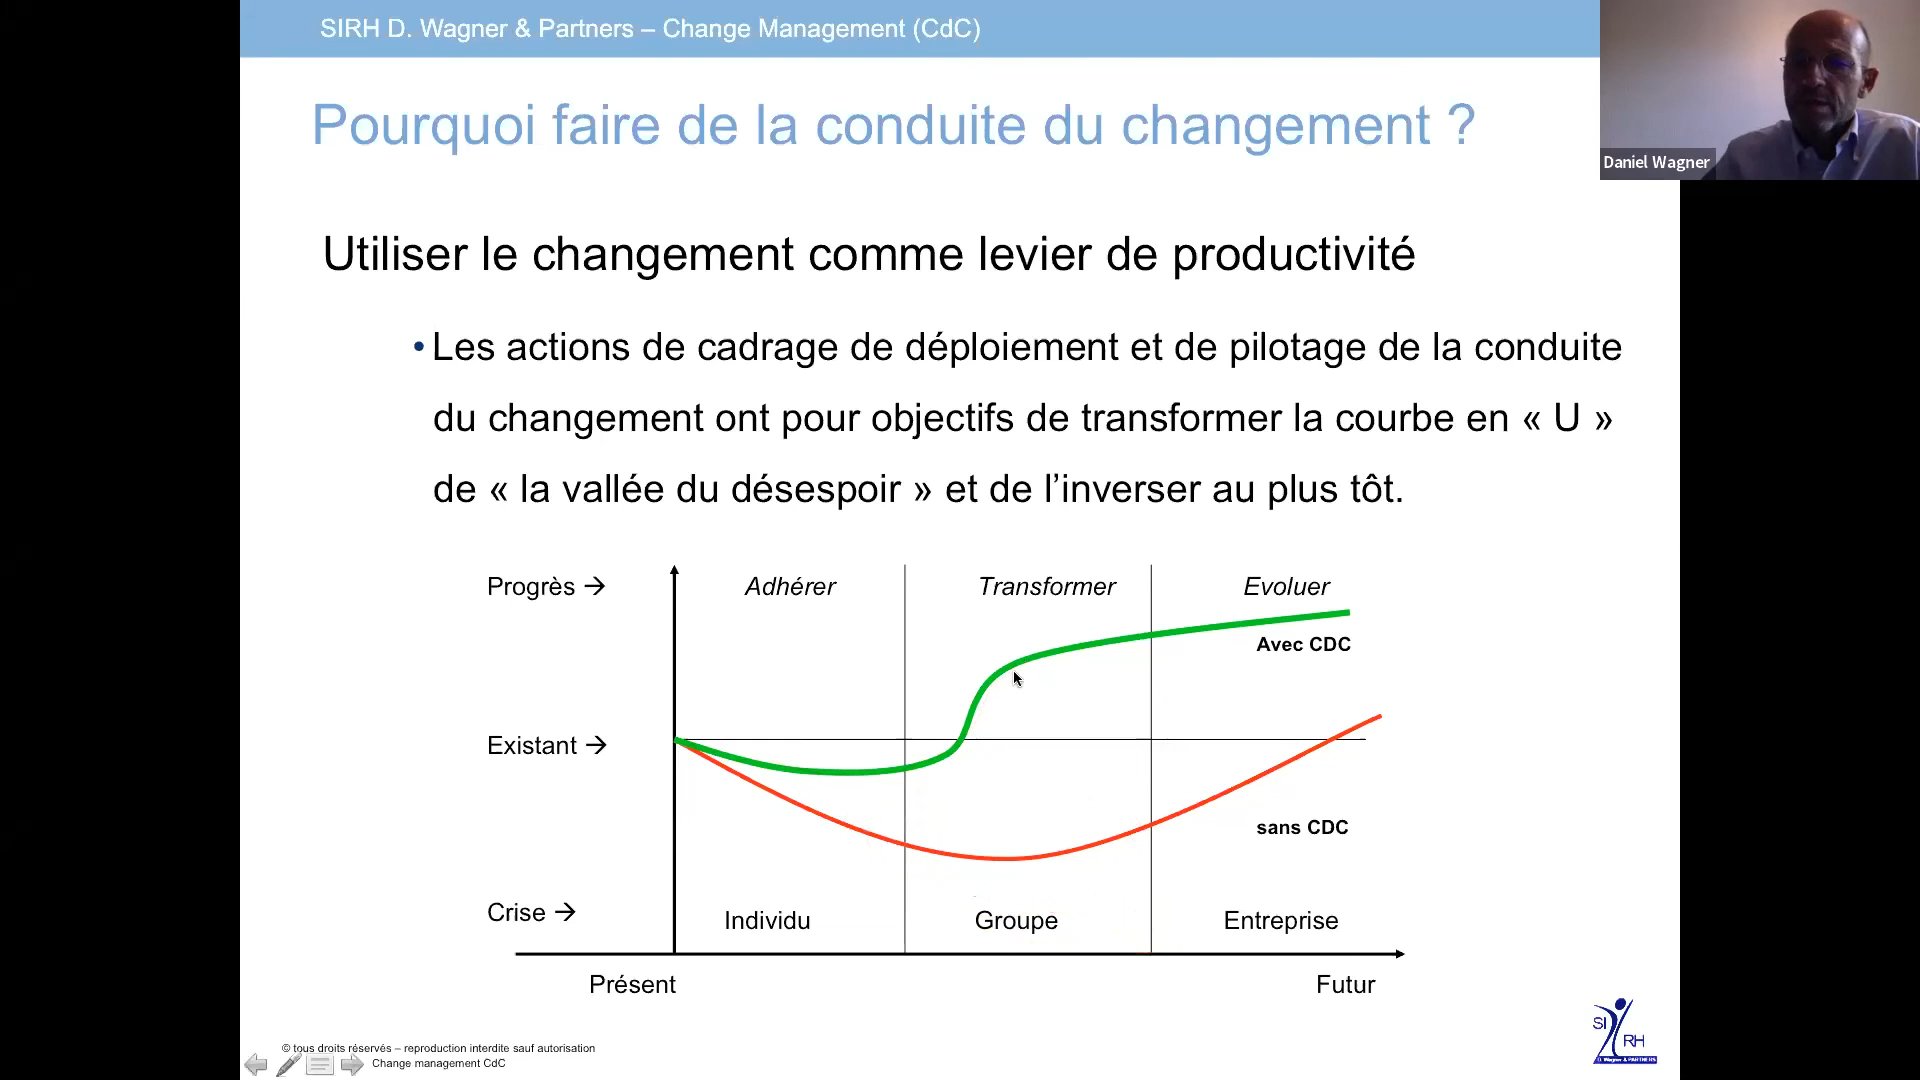 SIRH D. Wagner & Partners – Change Management (CdC)
Daniel Wagner
Pourquoi faire de la conduite du changement ?
Utiliser le changement comme levier de productivité
• Les actions de cadrage de déploiement et de pilotage de la conduite
du changement ont pour objectifs de transformer la courbe en « U »
de « la vallée du désespoir » et de l’inverser au plus tôt.
Progrès → Adhérer Transformer Evoluer
Avec CDC
Existant →
sans CDC
Crise → Individu Groupe Entreprise
Présent Futur
© tous droits réservés – reproduction interdite sauf autorisation
Change management CdC
SI
RH
D. Wagner & PARTNERS